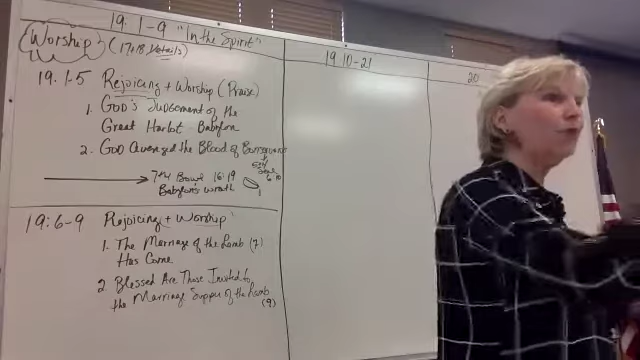 19: 1-9 "In the Spirit"
Worship (17&18 Details)
19:1-5 Rejoicing + Worship (Praise)
1. God's Judgement of the
Great Harlot - Babylon
2. God Avenged the Blood of
7th Bowl 16:19
Babylon's wrath
19:6-9 Rejoicing + Worship
1. The Marriage of the Lamb (7)
Has Come
2. Blessed Are Those Invited to
the Marriage Supper of the Lamb
(9)
19:10-21
20